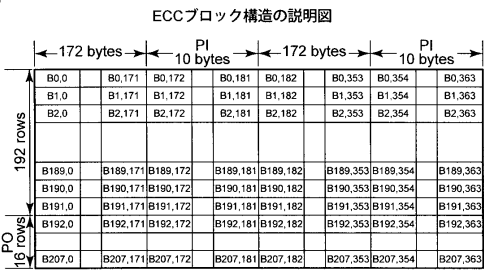 ECCブロック構造の説明図
172 bytes PI 10 bytes 172 bytes PI 10 bytes
B0,0 B0,171 B0,172 B0,181 B0,182 B0,353 B0,354 B0,363
B1,0 B1,171 B1,172 B1,181 B1,182 B1,353 B1,354 B1,363
B2,0 B2,171 B2,172 B2,181 B2,182 B2,353 B2,354 B2,363
192 rows
B189,0 B189,171 B189,172 B189,181 B189,182 B189,353 B189,354 B189,363
B190,0 B190,171 B190,172 B190,181 B190,182 B190,353 B190,354 B190,363
B191,0 B191,171 B191,172 B191,181 B191,182 B191,353 B191,354 B191,363
B192,0 B192,171 B192,172 B192,181 B192,182 B192,353 B192,354 B192,363
PO
16 rows
B207,0 B207,171 B207,172 B207,181 B207,182 B207,353 B207,354 B207,363